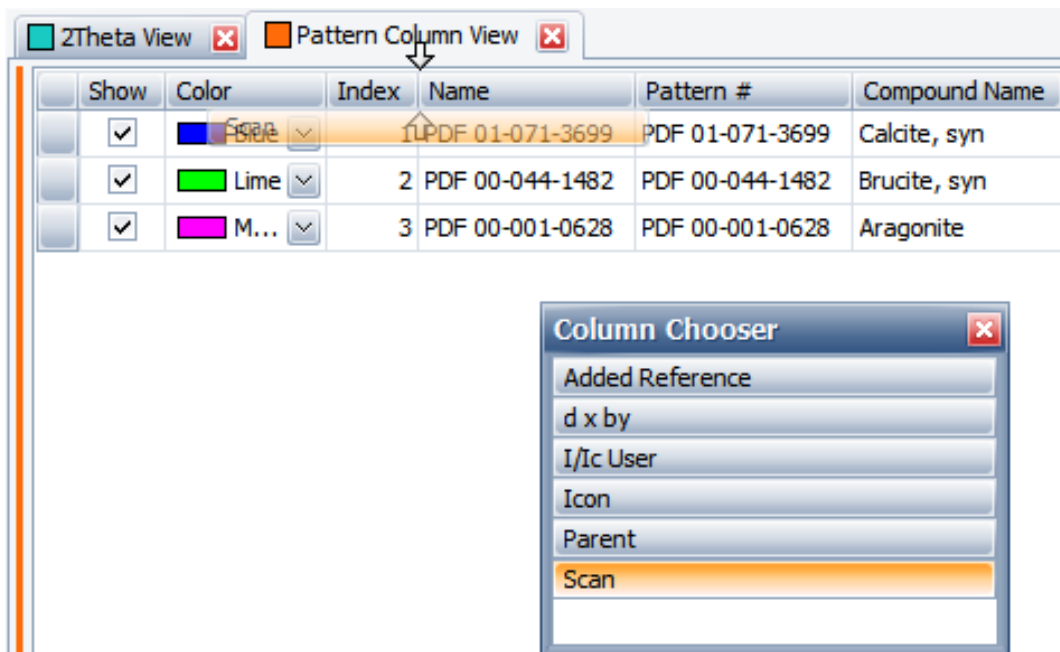 2Theta View Pattern Column View
Show Color Index Name Pattern # Compound Name
Scan
Blue 1 PDF 01-071-3699 PDF 01-071-3699 Calcite, syn
Lime 2 PDF 00-044-1482 PDF 00-044-1482 Brucite, syn
M... 3 PDF 00-001-0628 PDF 00-001-0628 Aragonite
Column Chooser
Added Reference
d x by
I/Ic User
Icon
Parent
Scan